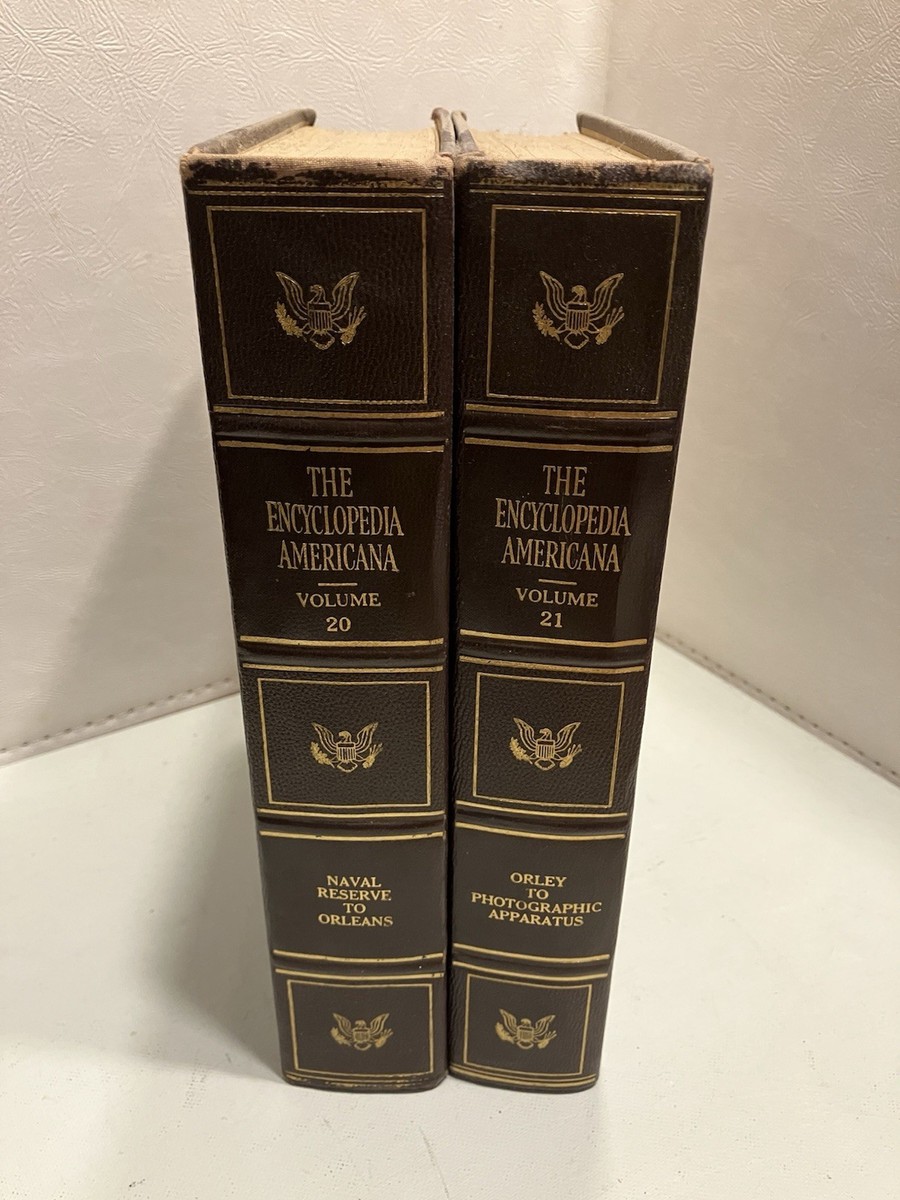 THE
ENCYCLOPEDIA
AMERICANA
VOLUME
20
NAVAL
RESERVE
TO
ORLEANS
THE
ENCYCLOPEDIA
AMERICANA
VOLUME
21
ORLEY
TO
PHOTOGRAPHIC
APPARATUS